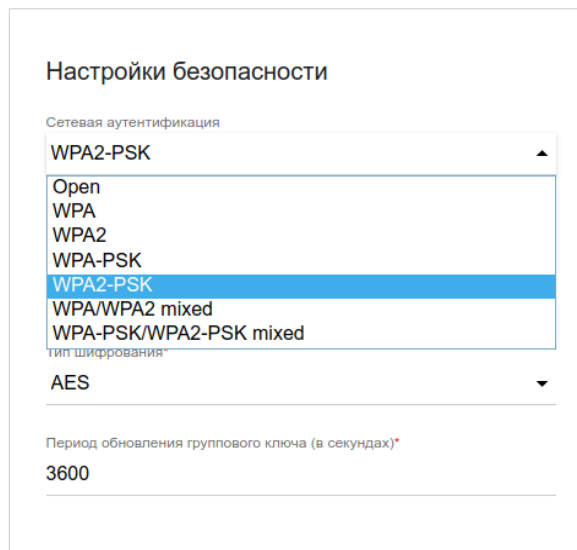 Настройки безопасности
Сетевая аутентификация
WPA2-PSK
Open
WPA
WPA2
WPA-PSK
WPA2-PSK
WPA/WPA2 mixed
WPA-PSK/WPA2-PSK mixed
Тип шифрования*
AES
Период обновления группового ключа (в секундах)*
3600